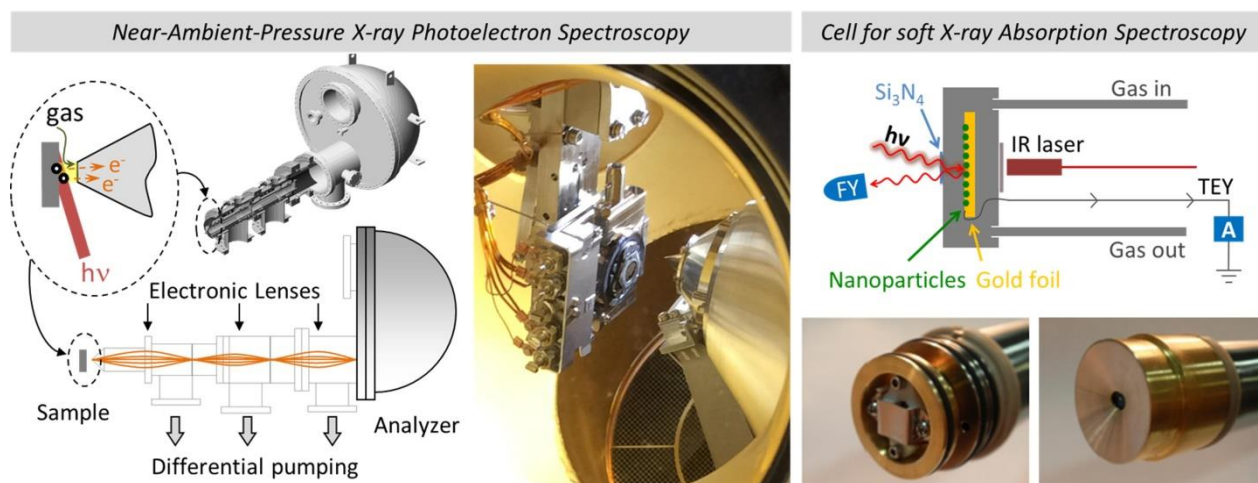 Near-Ambient-Pressure X-ray Photoelectron Spectroscopy
gas
e⁻
e⁻
hν
Electronic Lenses
Sample
Analyzer
Differential pumping
Cell for soft X-ray Absorption Spectroscopy
Si₃N₄
Gas in
hν
IR laser
FY
TEY
A
Gas out
Nanoparticles
Gold foil